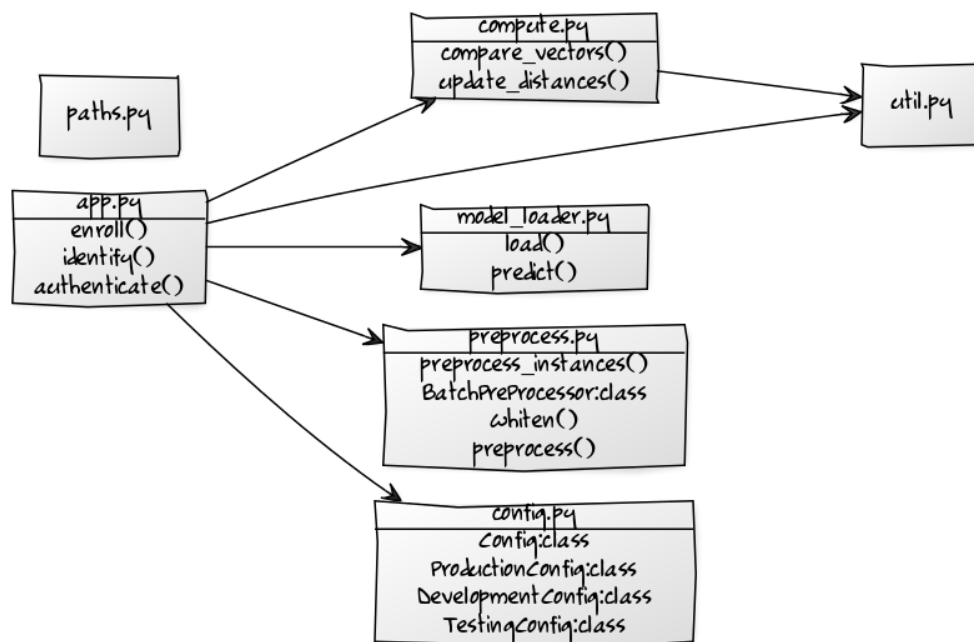 compute.py
compare_vectors()
update_distances()
util.py
paths.py
app.py
enroll()
identify()
authenticate()
model_loader.py
load()
predict()
preprocess.py
preprocess_instances()
BatchPreProcessor:class
whiten()
preprocess()
config.py
Config:class
ProductionConfig:class
DevelopmentConfig:class
TestingConfig:class